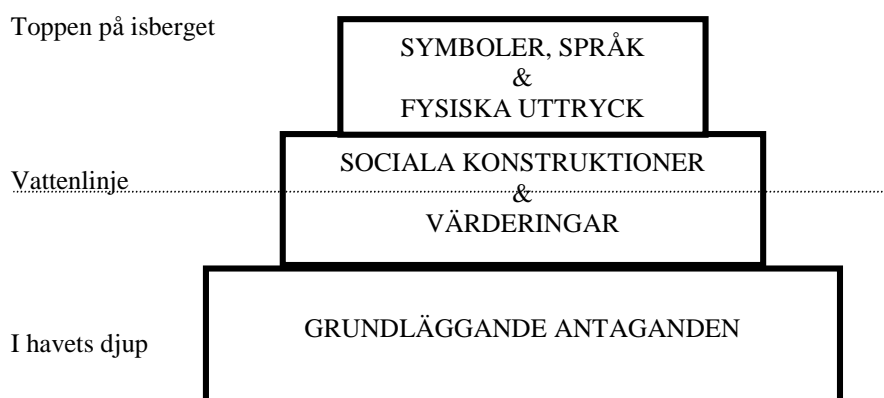 Toppen på isberget
SYMBOLER, SPRÅK
&
FYSISKA UTTRYCK
SOCIALA KONSTRUKTIONER
Vattenlinje
&
VÄRDERINGAR
GRUNDLÄGGANDE ANTAGANDEN
I havets djup